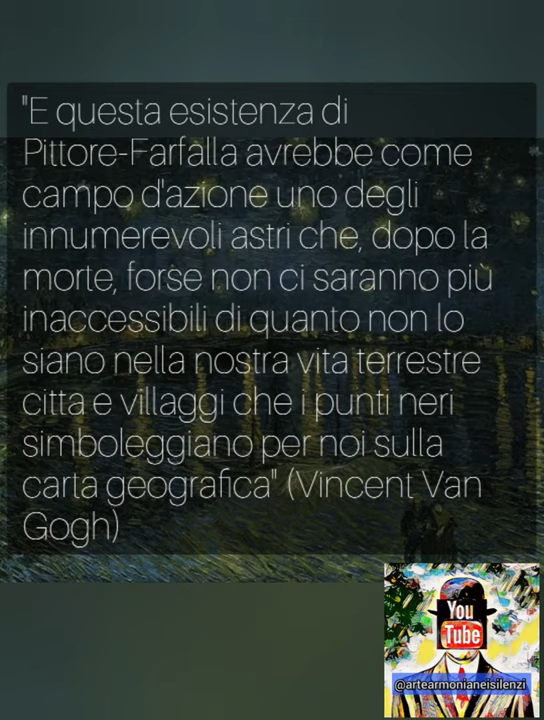 "E questa esistenza di
Pittore-Farfalla avrebbe come
campo d'azione uno degli
innumerevoli astri che, dopo la
morte, forse non ci saranno più
inaccessibili di quanto non lo
siano nella nostra vita terrestre
citta e villaggi che i punti neri
simboleggiano per noi sulla
carta geografica" (Vincent Van
Gogh)
You
Tube
@artearmonianeisilenzi